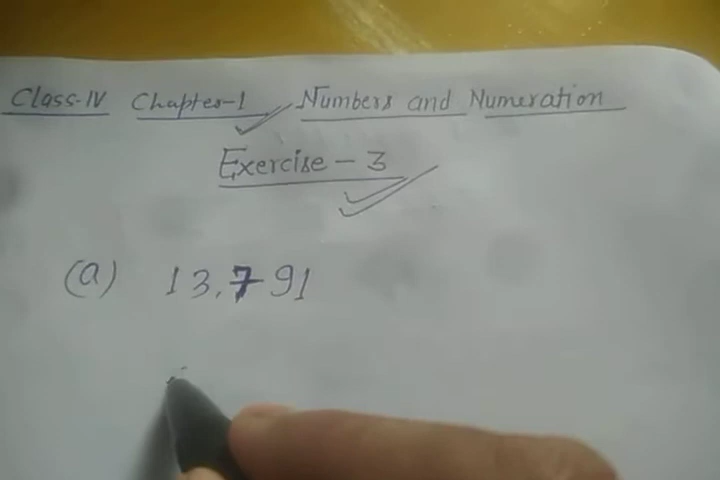 Class-IV Chapter-1 Numbers and Numeration
Exercise - 3
(a) 13,791